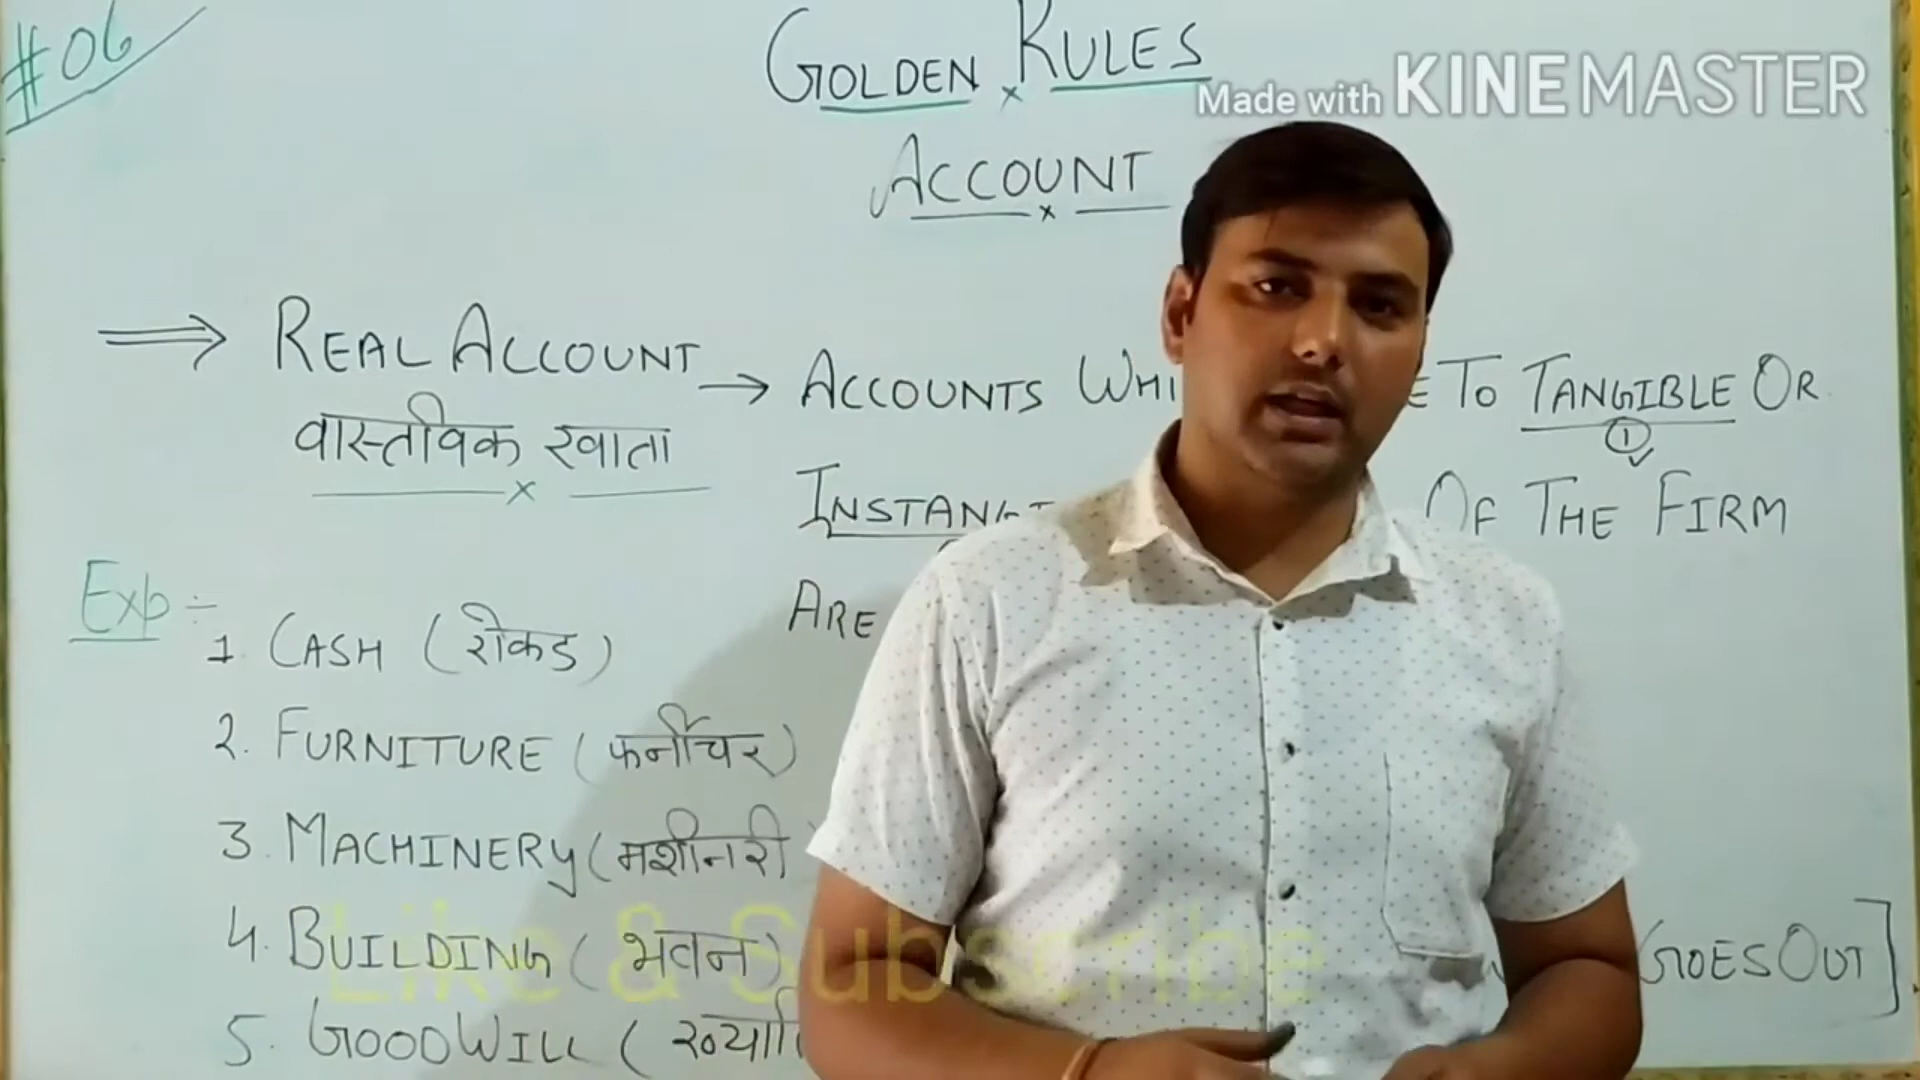 #06
GOLDEN RULES
Made with KINEMASTER
ACCOUNT
REAL ACCOUNT
वास्तविक खाता
→ ACCOUNTS WHI E TO TANGIBLE OR
1
INSTANG OF THE FIRM
ARE
Exp :-
1. CASH (रोकड)
2. FURNITURE (फर्नीचर)
3. MACHINERY (मशीनरी)
4. BUILDING (भवन)
Like & Subscribe
GOES OUT]
5. GOODWILL (